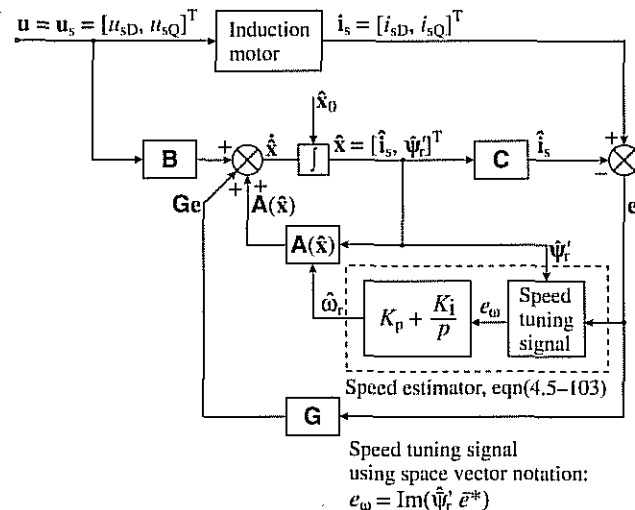 u = u_s = [u_sD, u_sQ]^T
Induction
motor
i_s = [i_sD, i_sQ]^T
x̂_0
+
B
+
+
+
x̂̇
∫
x̂ = [î_s, ψ̂'_r]^T
C
î_s
+
−
e
Ge
A(x̂)
A(x̂)
ω̂_r
ψ̂'_r
K_p + K_i/p
e_ω
Speed
tuning
signal
Speed estimator, eqn(4.5–103)
G
Speed tuning signal
using space vector notation:
e_ω = Im(ψ̂'_r ē*)